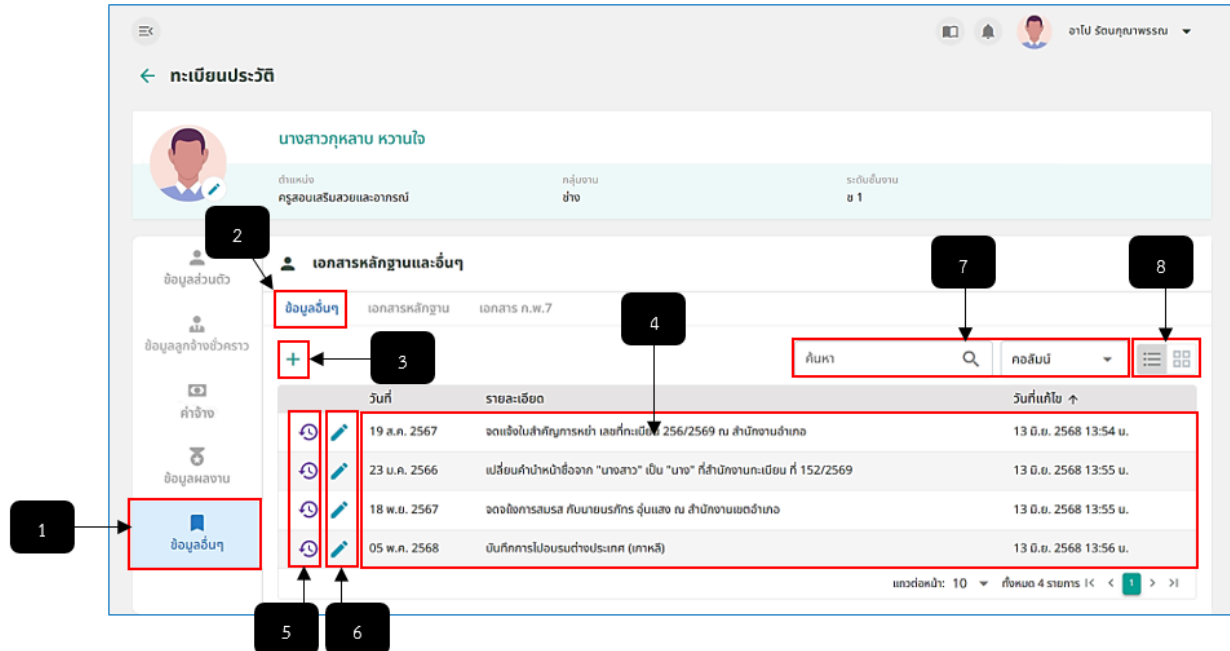 อาโป รัตนคุณาพรรณ
ทะเบียนประวัติ
นางสาวกุหลาบ หวานใจ
ตำแหน่ง กลุ่มงาน ระดับชั้นงาน
ครูสอนเสริมสวยและอาภรณ์ ช่าง ช 1
2
ข้อมูลส่วนตัว
เอกสารหลักฐานและอื่นๆ
7
8
ข้อมูลอื่นๆ เอกสารหลักฐาน เอกสาร ก.พ.7
4
ข้อมูลลูกจ้างชั่วคราว
3
ค้นหา คอลัมน์
ค่าจ้าง
วันที่ รายละเอียด วันที่แก้ไข
19 ส.ค. 2567 จดแจ้งใบสำคัญการหย่า เลขที่ทะเบียน 256/2569 ณ สำนักงานอำเภอ 13 มิ.ย. 2568 13:54 น.
ข้อมูลผลงาน
23 ม.ค. 2566 เปลี่ยนคำนำหน้าชื่อจาก "นางสาว" เป็น "นาง" ที่สำนักงานทะเบียน ที่ 152/2569 13 มิ.ย. 2568 13:55 น.
18 พ.ย. 2567 จดจแจ้งการสมรส กับนายนรภัทร อุ่นแสง ณ สำนักงานเขตอำเภอ 13 มิ.ย. 2568 13:55 น.
1
ข้อมูลอื่นๆ
05 พ.ค. 2568 บันทึกการไปอบรมต่างประเทศ (เกาหลี) 13 มิ.ย. 2568 13:56 น.
แถวต่อหน้า: 10 ทั้งหมด 4 รายการ 1
5
6